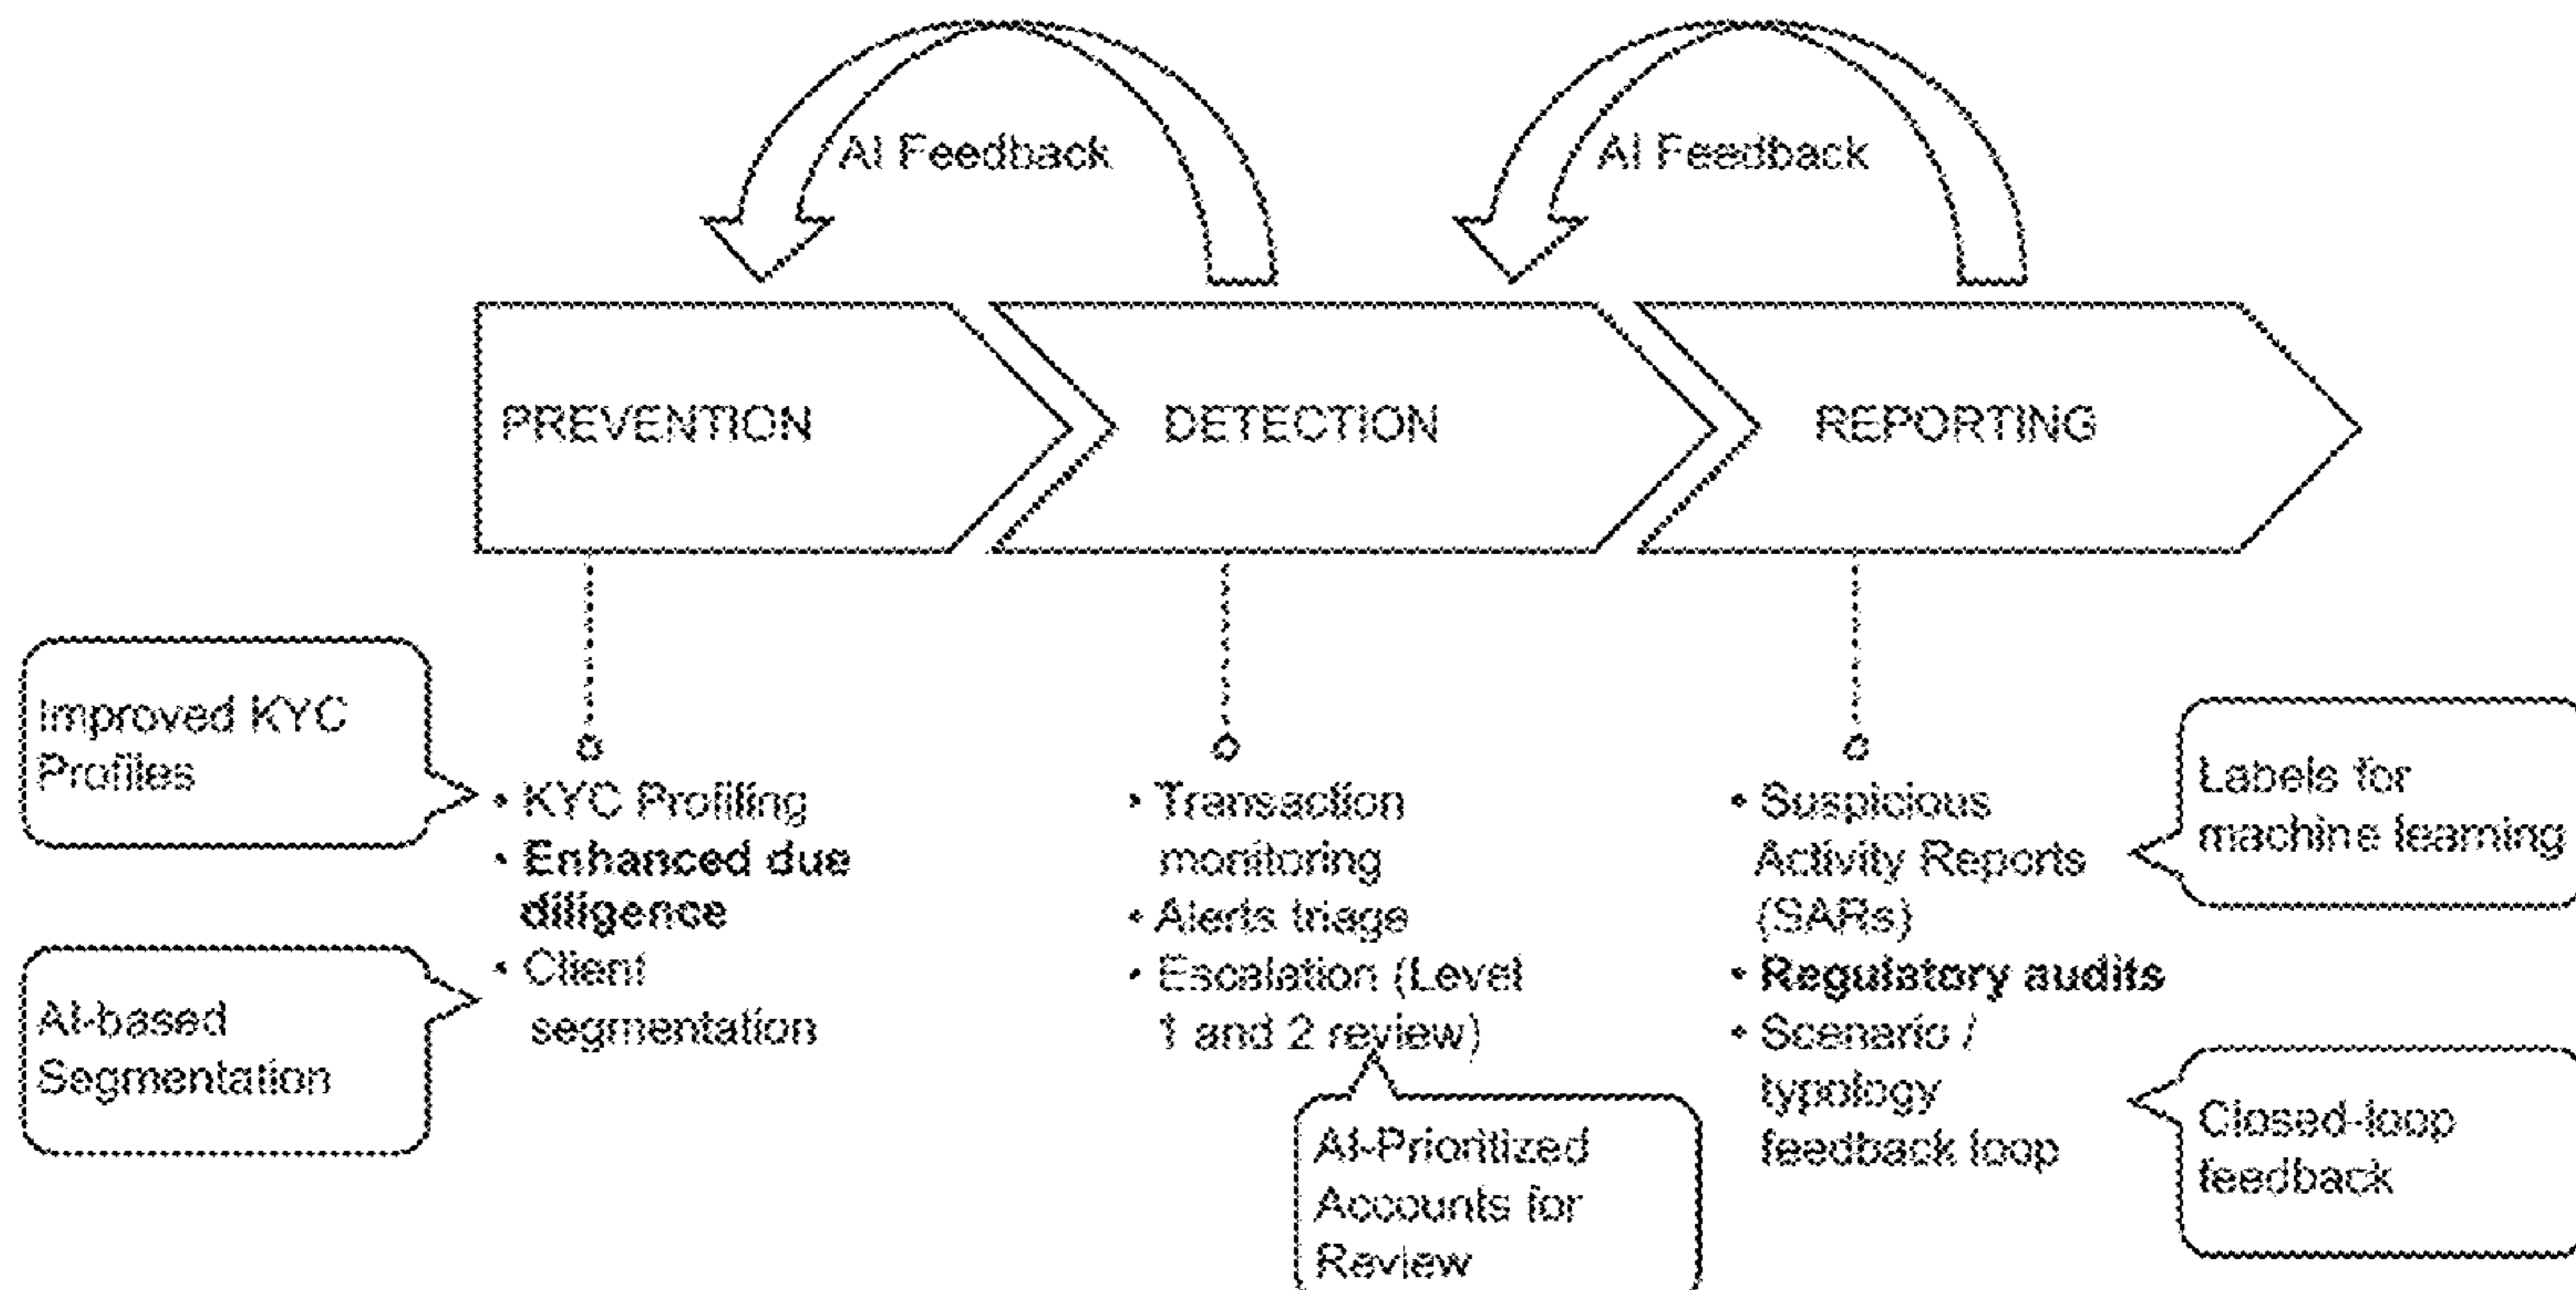 AI Feedback
AI Feedback
PREVENTION
DETECTION
REPORTING
Improved KYC
Profiles
AI-based
Segmentation
• KYC Profiling
• Enhanced due
diligence
• Client
segmentation
• Transaction
monitoring
• Alerts triage
• Escalation (Level
1 and 2 review)
AI-Prioritized
Accounts for
Review
• Suspicious
Activity Reports
(SARs)
• Regulatory audits
• Scenario /
typology
feedback loop
Labels for
machine learning
Closed-loop
feedback